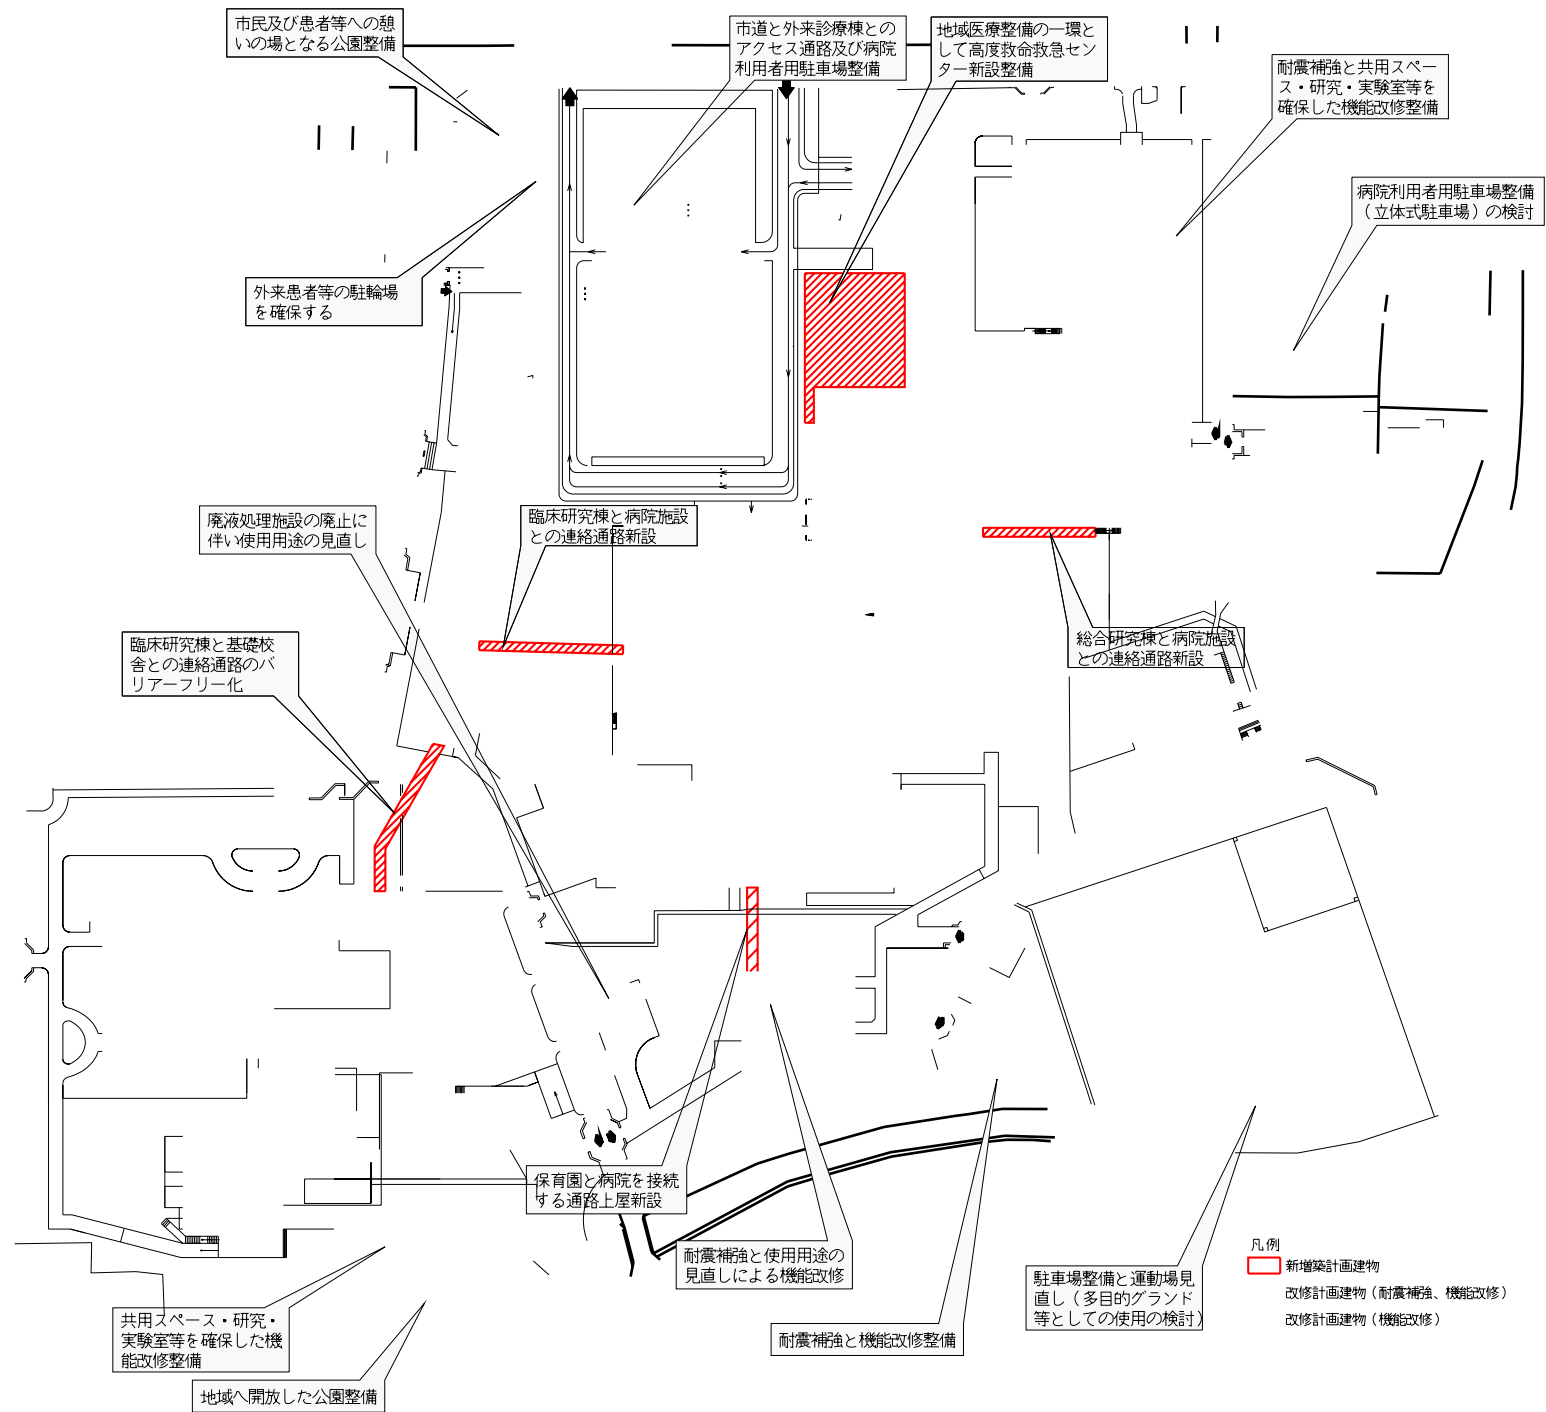 市民及び患者等への憩
いの場となる公園整備
市道と外来診療棟との
アクセス通路及び病院
利用者用駐車場整備
地域医療整備の一環と
して高度救命救急セン
ター新設整備
耐震補強と共用スペー
ス・研究・実験室等を
確保した機能改修整備
病院利用者用駐車場整備
（立体式駐車場）の検討
外来患者等の駐輪場
を確保する
廃液処理施設の廃止に
伴い使用用途の見直し
臨床研究棟と病院施設
との連絡通路新設
臨床研究棟と基礎校
舎との連絡通路のバ
リアーフリー化
総合研究棟と病院施設
との連絡通路新設
保育園と病院を接続
する通路上屋新設
耐震補強と使用用途の
見直しによる機能改修
駐車場整備と運動場見
直し（多目的グランド
等としての使用の検討）
耐震補強と機能改修整備
共用スペース・研究・
実験室等を確保した機
能改修整備
地域へ開放した公園整備
凡例
新増築計画建物
改修計画建物（耐震補強、機能改修）
改修計画建物（機能改修）